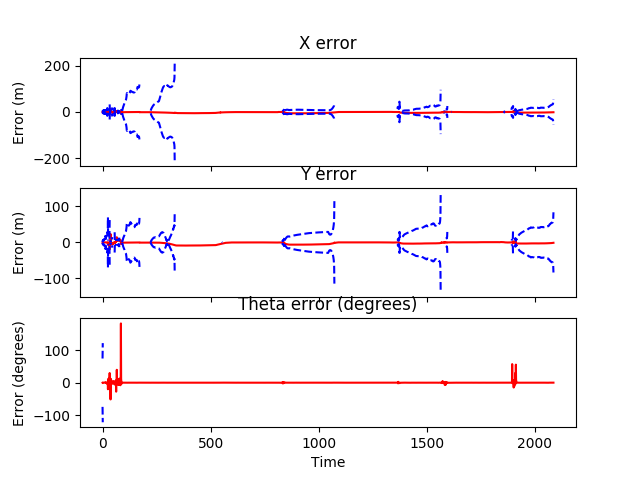 X error
Error (m)
200
0
−200
Y error
Error (m)
100
0
−100
Theta error (degrees)
Error (degrees)
100
0
−100
0 500 1000 1500 2000
Time